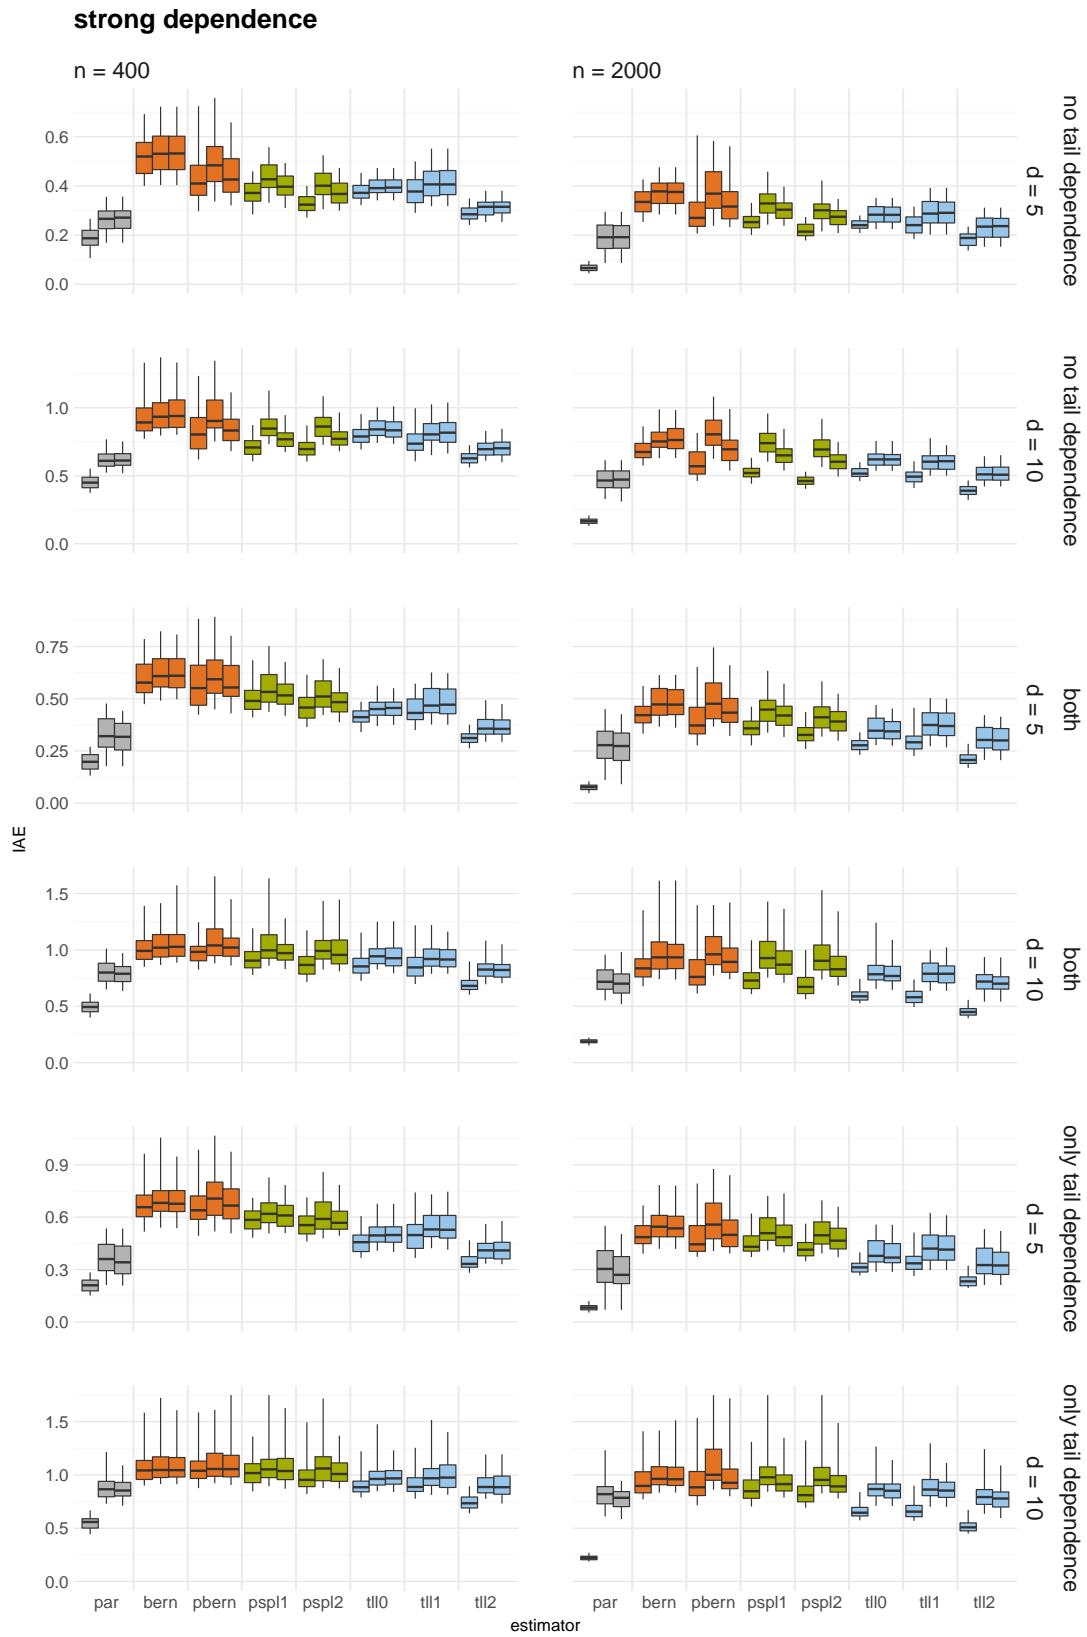 strong dependence
n = 400
n = 2000
0.6
0.4
0.2
0.0
d = 5
no tail dependence
1.0
0.5
0.0
d = 10
no tail dependence
0.75
0.50
0.25
0.00
d = 5
both
IAE
1.5
1.0
0.5
0.0
d = 10
both
0.9
0.6
0.3
0.0
d = 5
only tail dependence
1.5
1.0
0.5
0.0
d = 10
only tail dependence
par bern pbern pspl1 pspl2 tll0 tll1 tll2
par bern pbern pspl1 pspl2 tll0 tll1 tll2
estimator